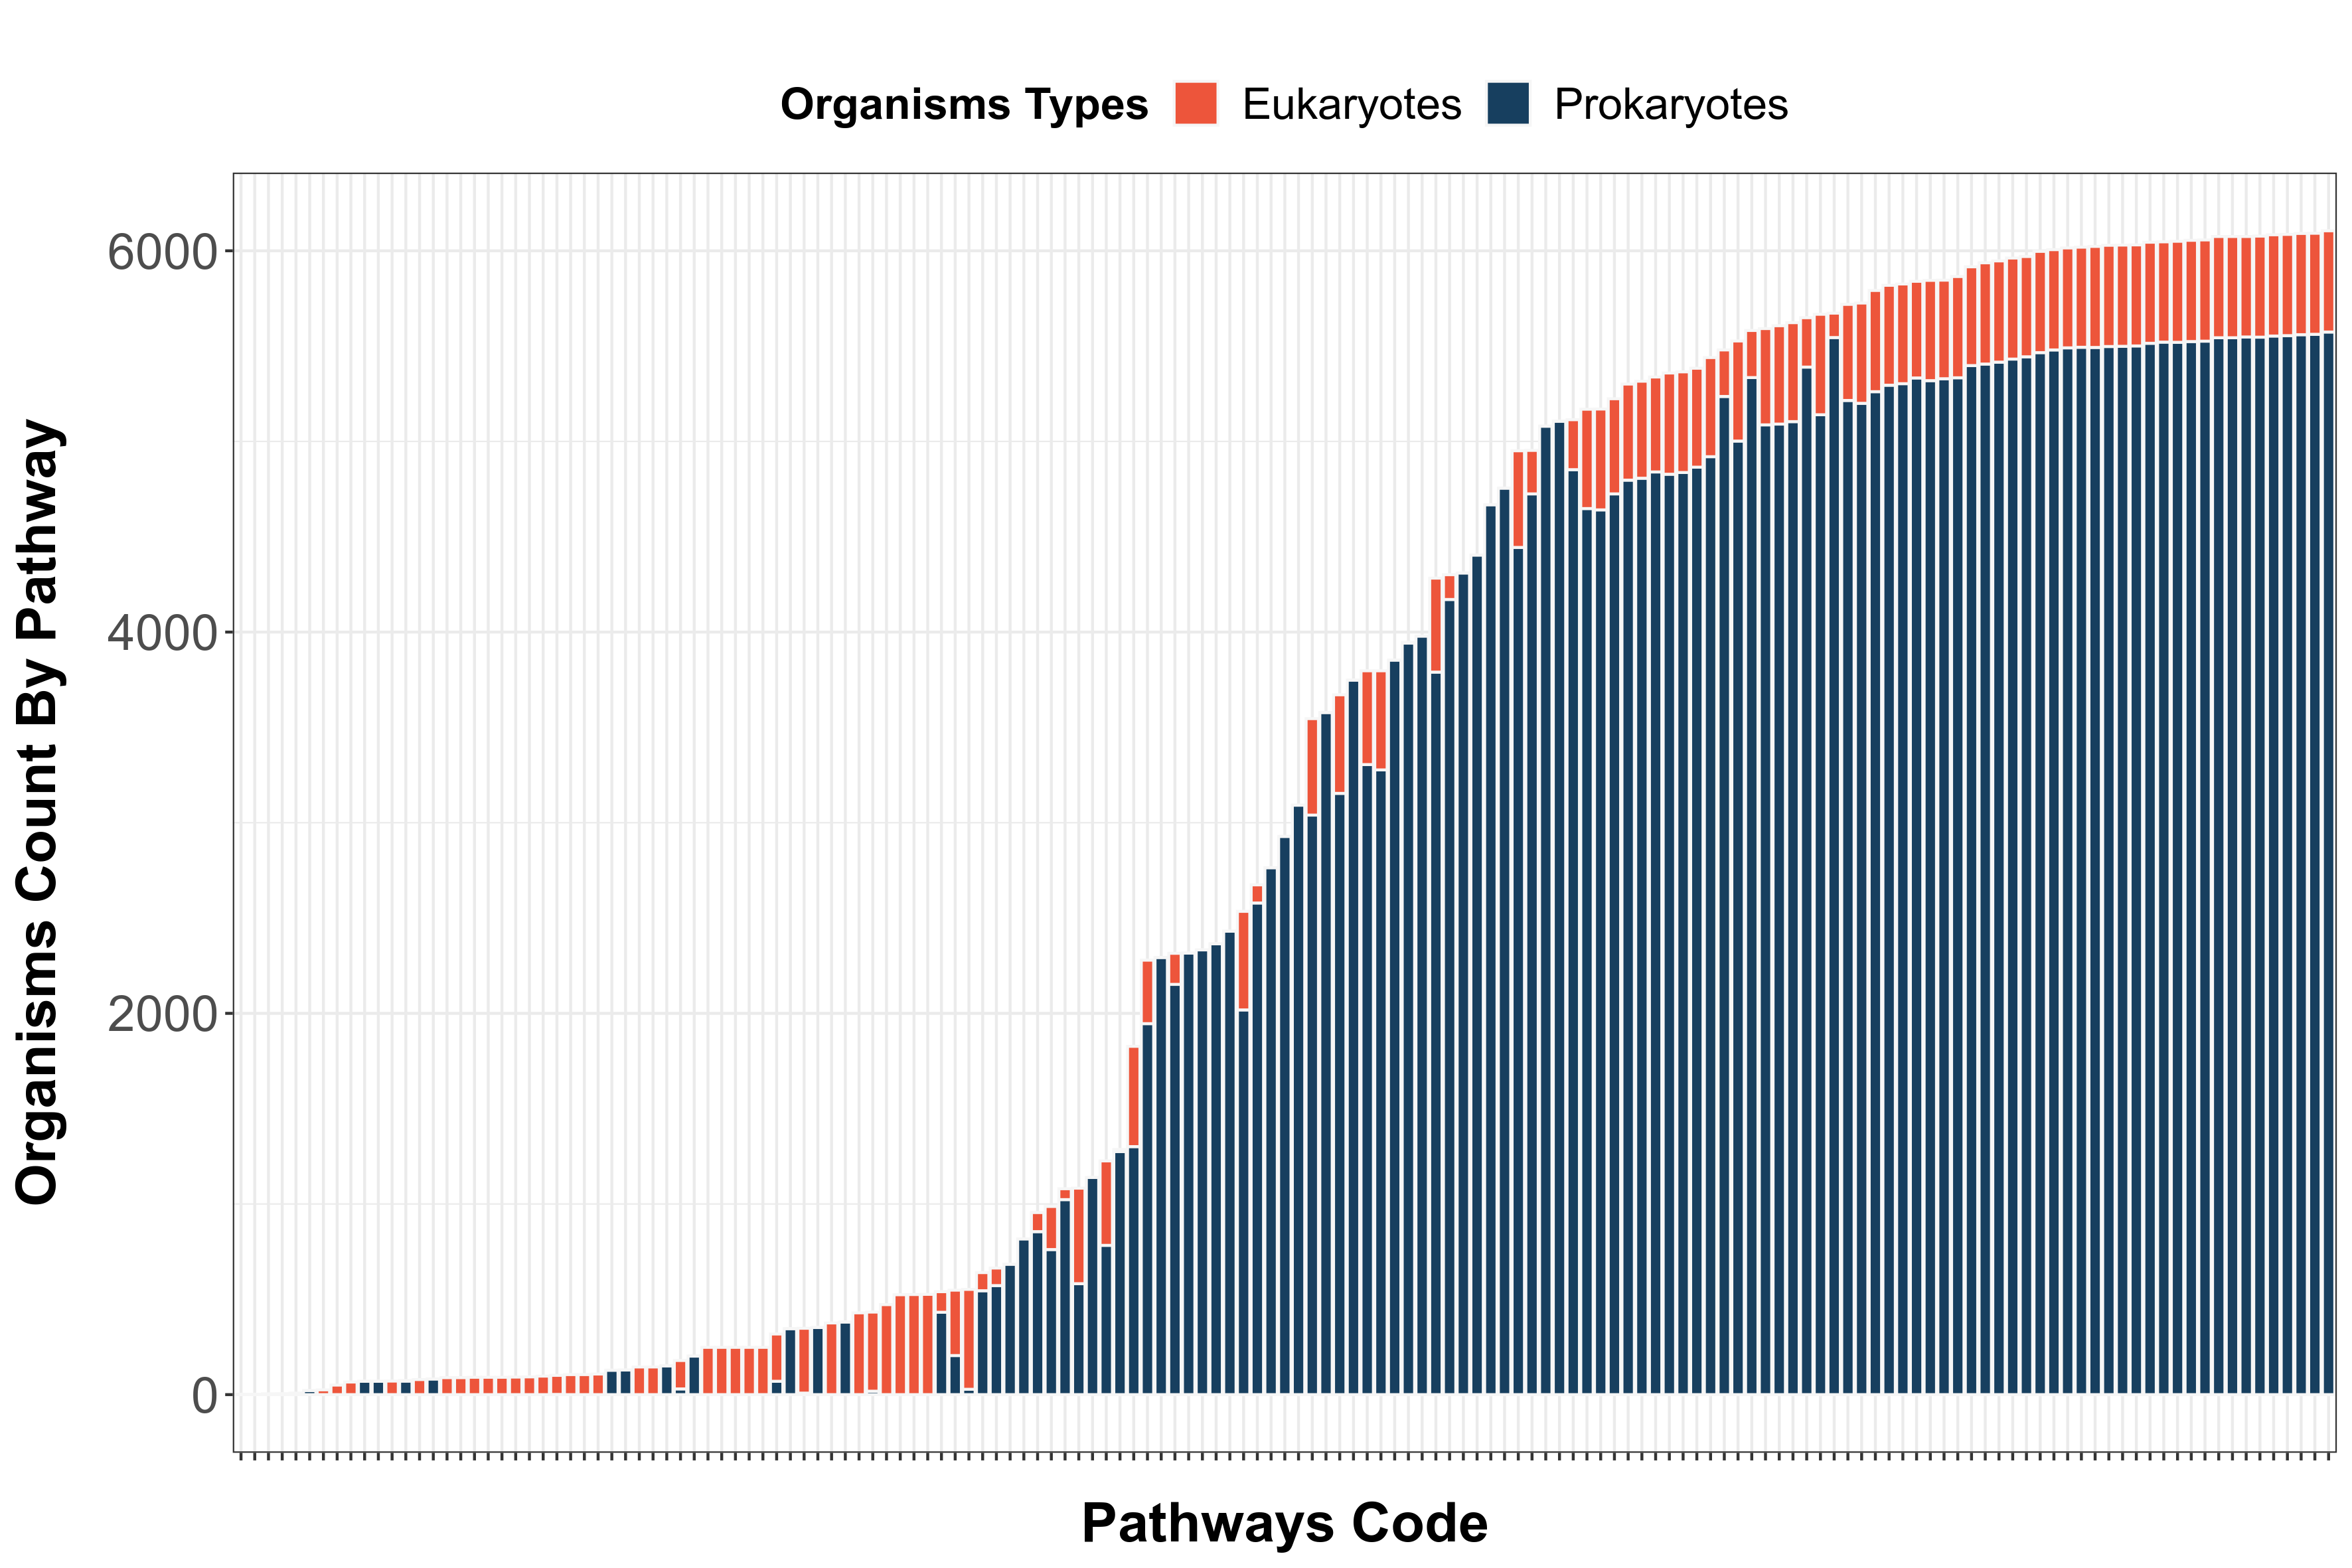 Organisms Types Eukaryotes Prokaryotes
Organisms Count By Pathway
6000
4000
2000
0
Pathways Code